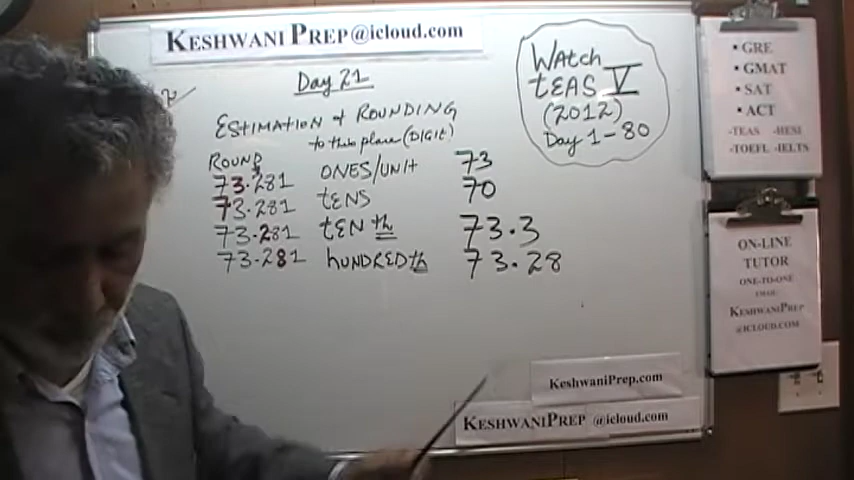 KESHWANI PREP@icloud.com
Day 21
ESTIMATION & ROUNDING
to this place (DIGIT)
ROUND
73.281 ONES/UNIT 73
73.281 tENS 70
73.281 tEN th 73.3
73.281 hUNDREDth 73.28
WAtch
tEAS V
(2012)
Day 1-80
KESHWANIPREP.com
KESHWANIPREP @icloud.com
• GRE
• GMAT
• SAT
• ACT
-TEAS -HESI
-TOEFL -IELTS
ON-LINE
TUTOR
ONE-TO-ONE
EMAIL:
KESHWANIPREP
@ICLOUD.COM